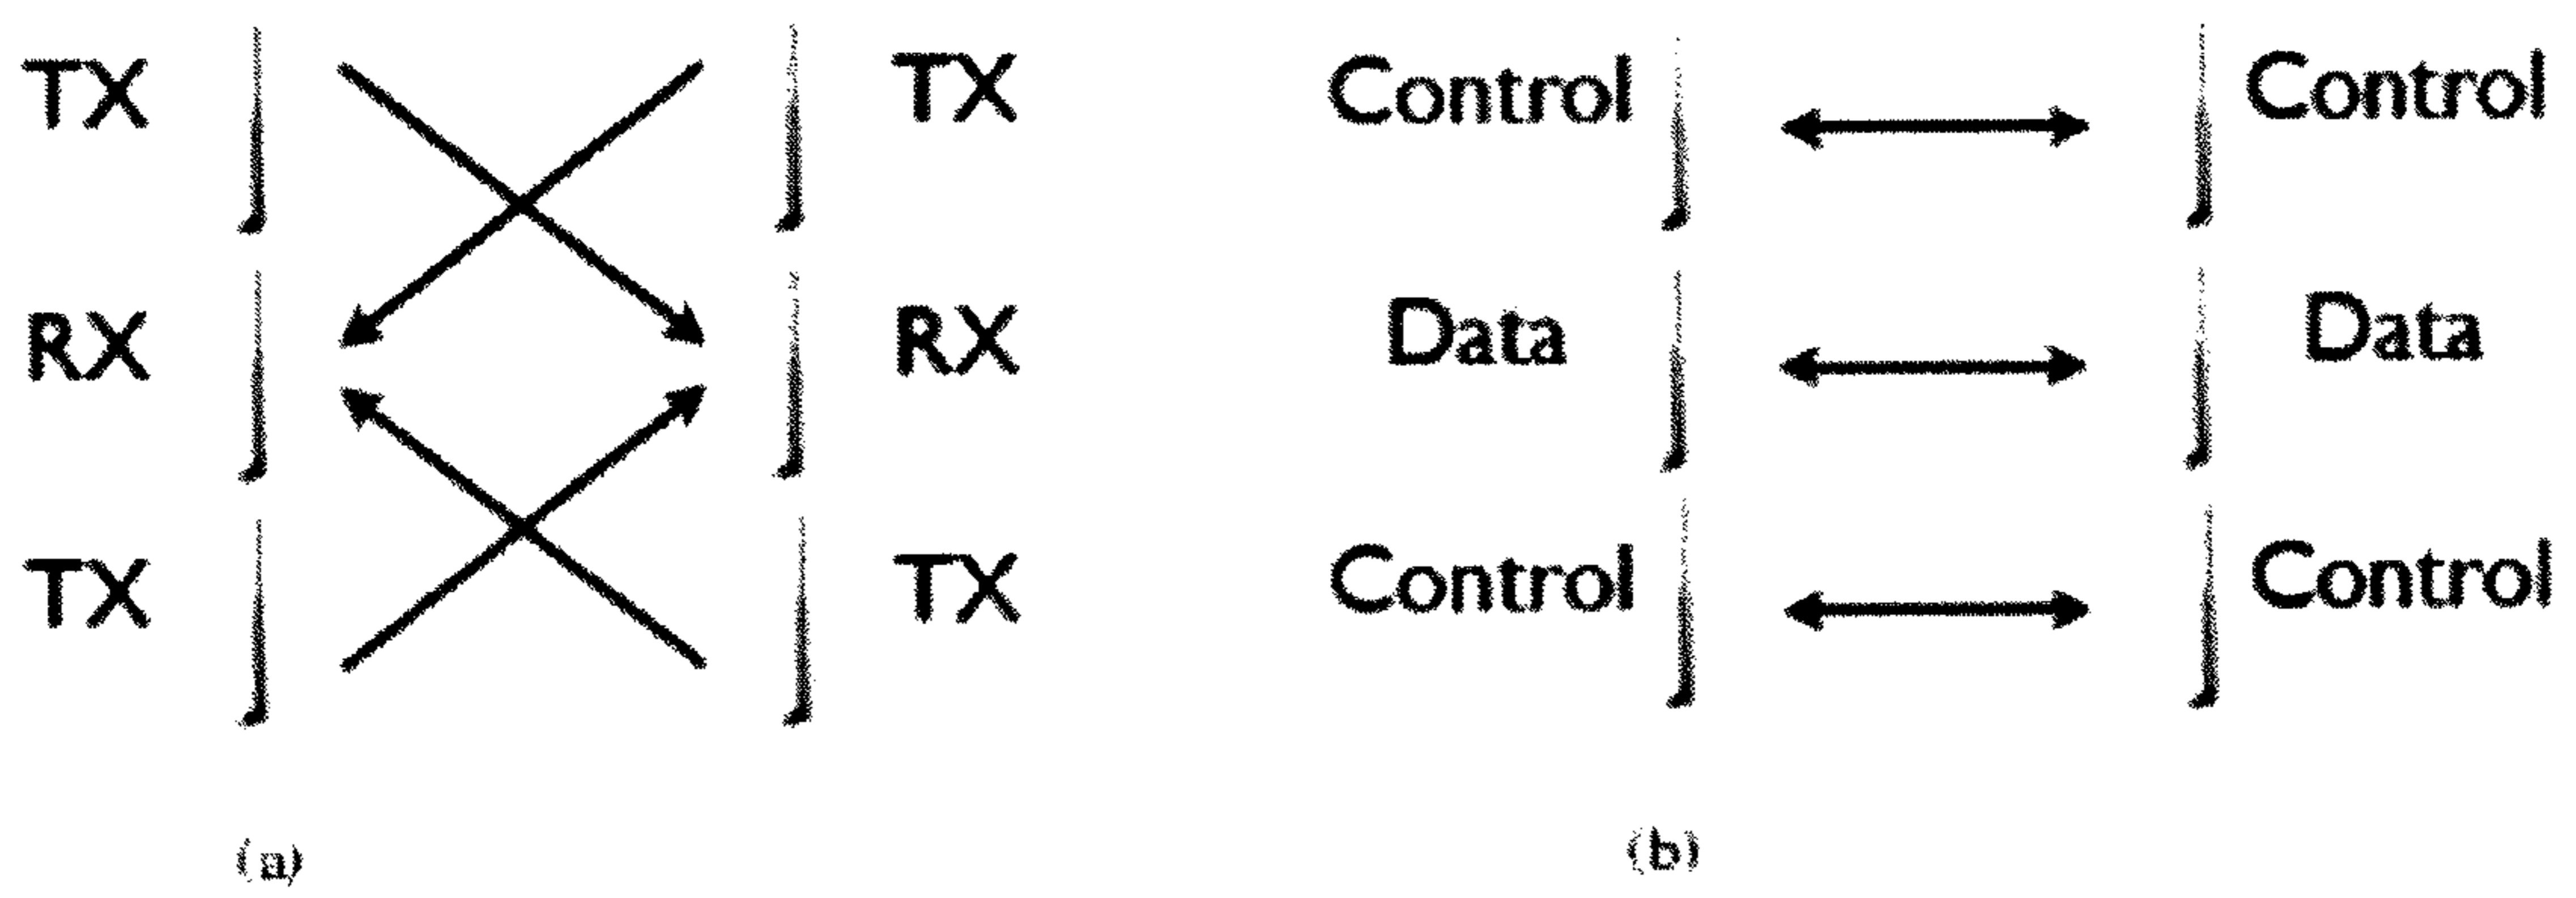 TX TX Control Control
RX RX Data Data
TX TX Control Control
(a) (b)